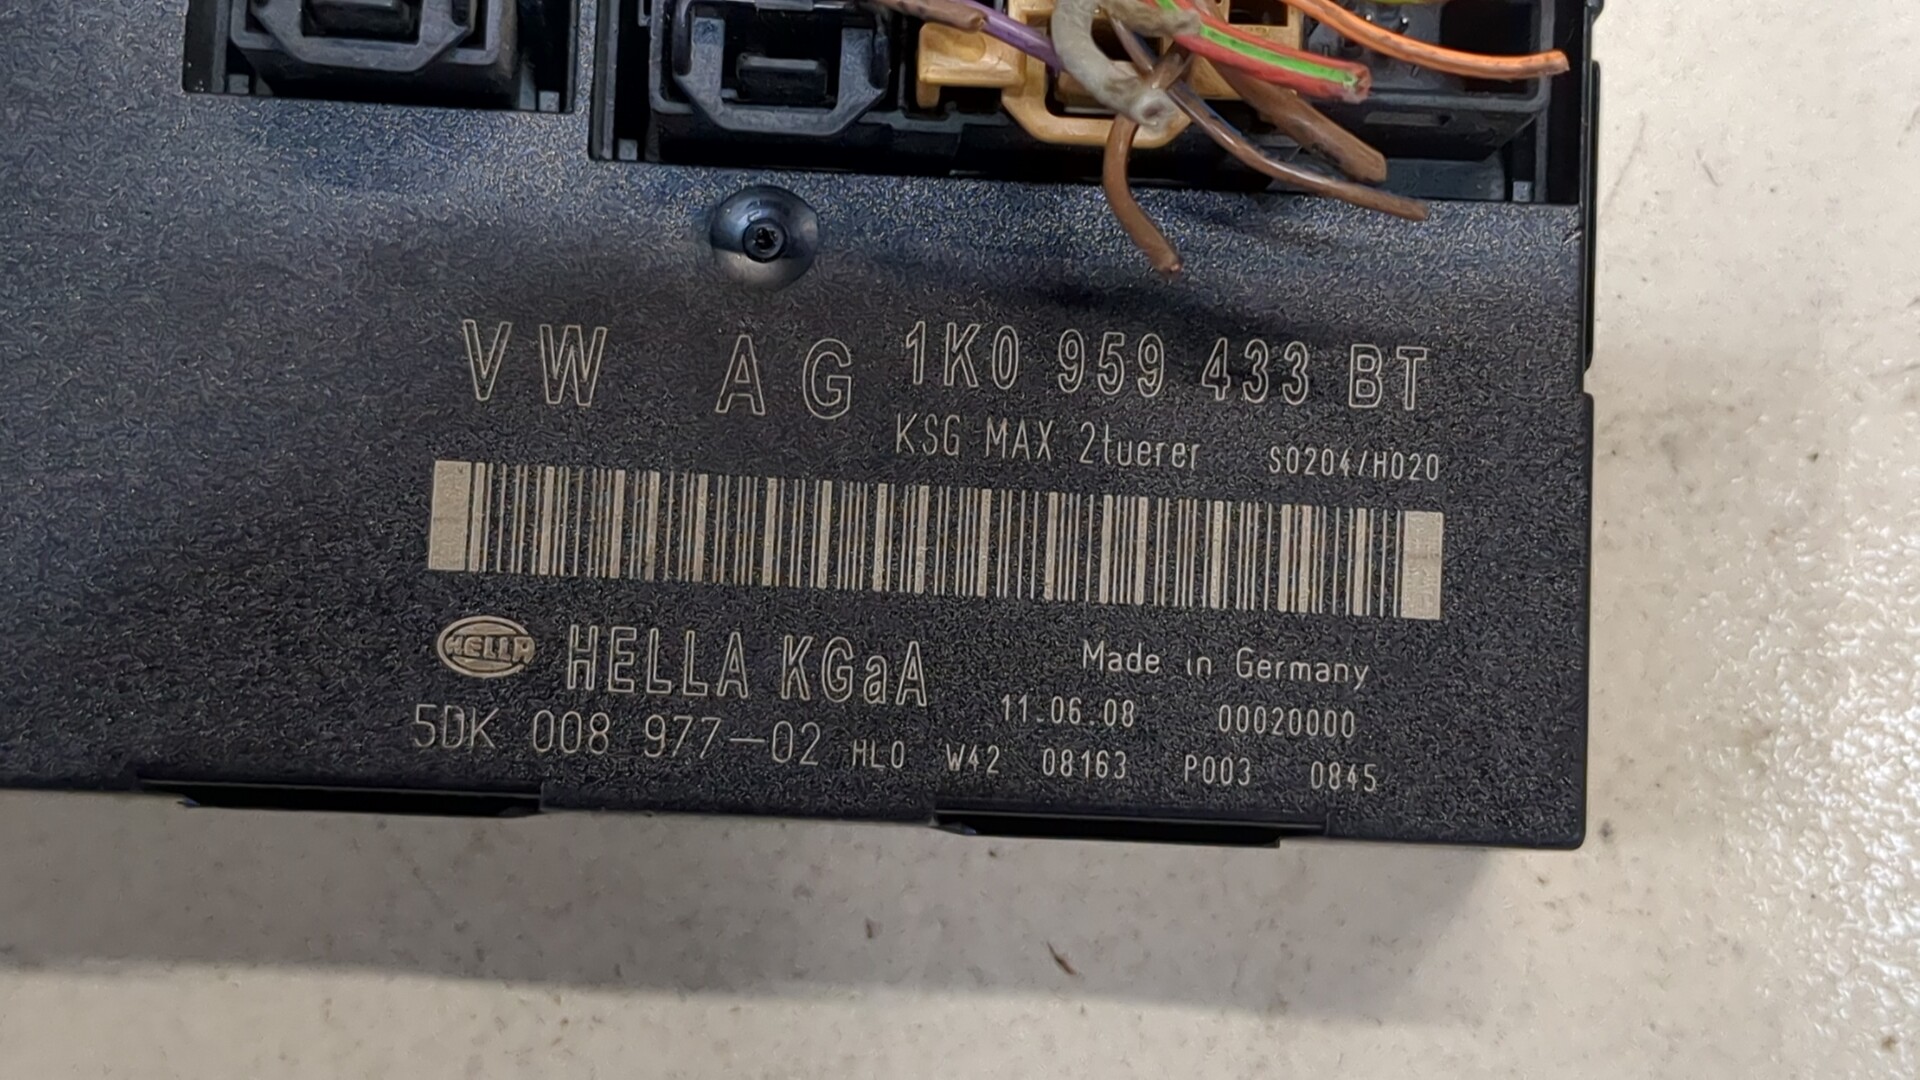 VW AG 1K0 959 433 BT
KSG MAX 2tuerer S0204/H020
HELLA HELLA KGaA Made in Germany
11.06.08 00020000
5DK 008 977-02 HLO W42 08163 P003 0845